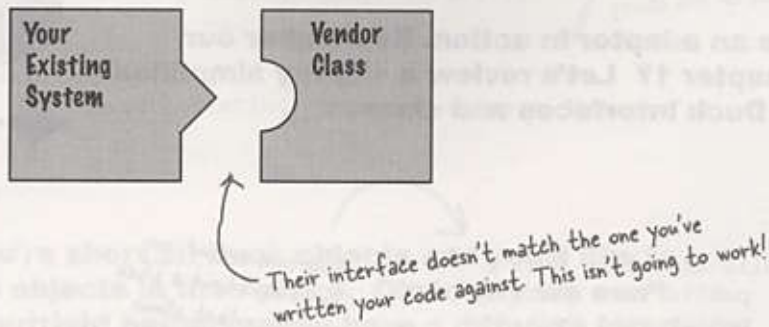 Your
Existing
System
Vendor
Class
Their interface doesn't match the one you've
written your code against. This isn't going to work!